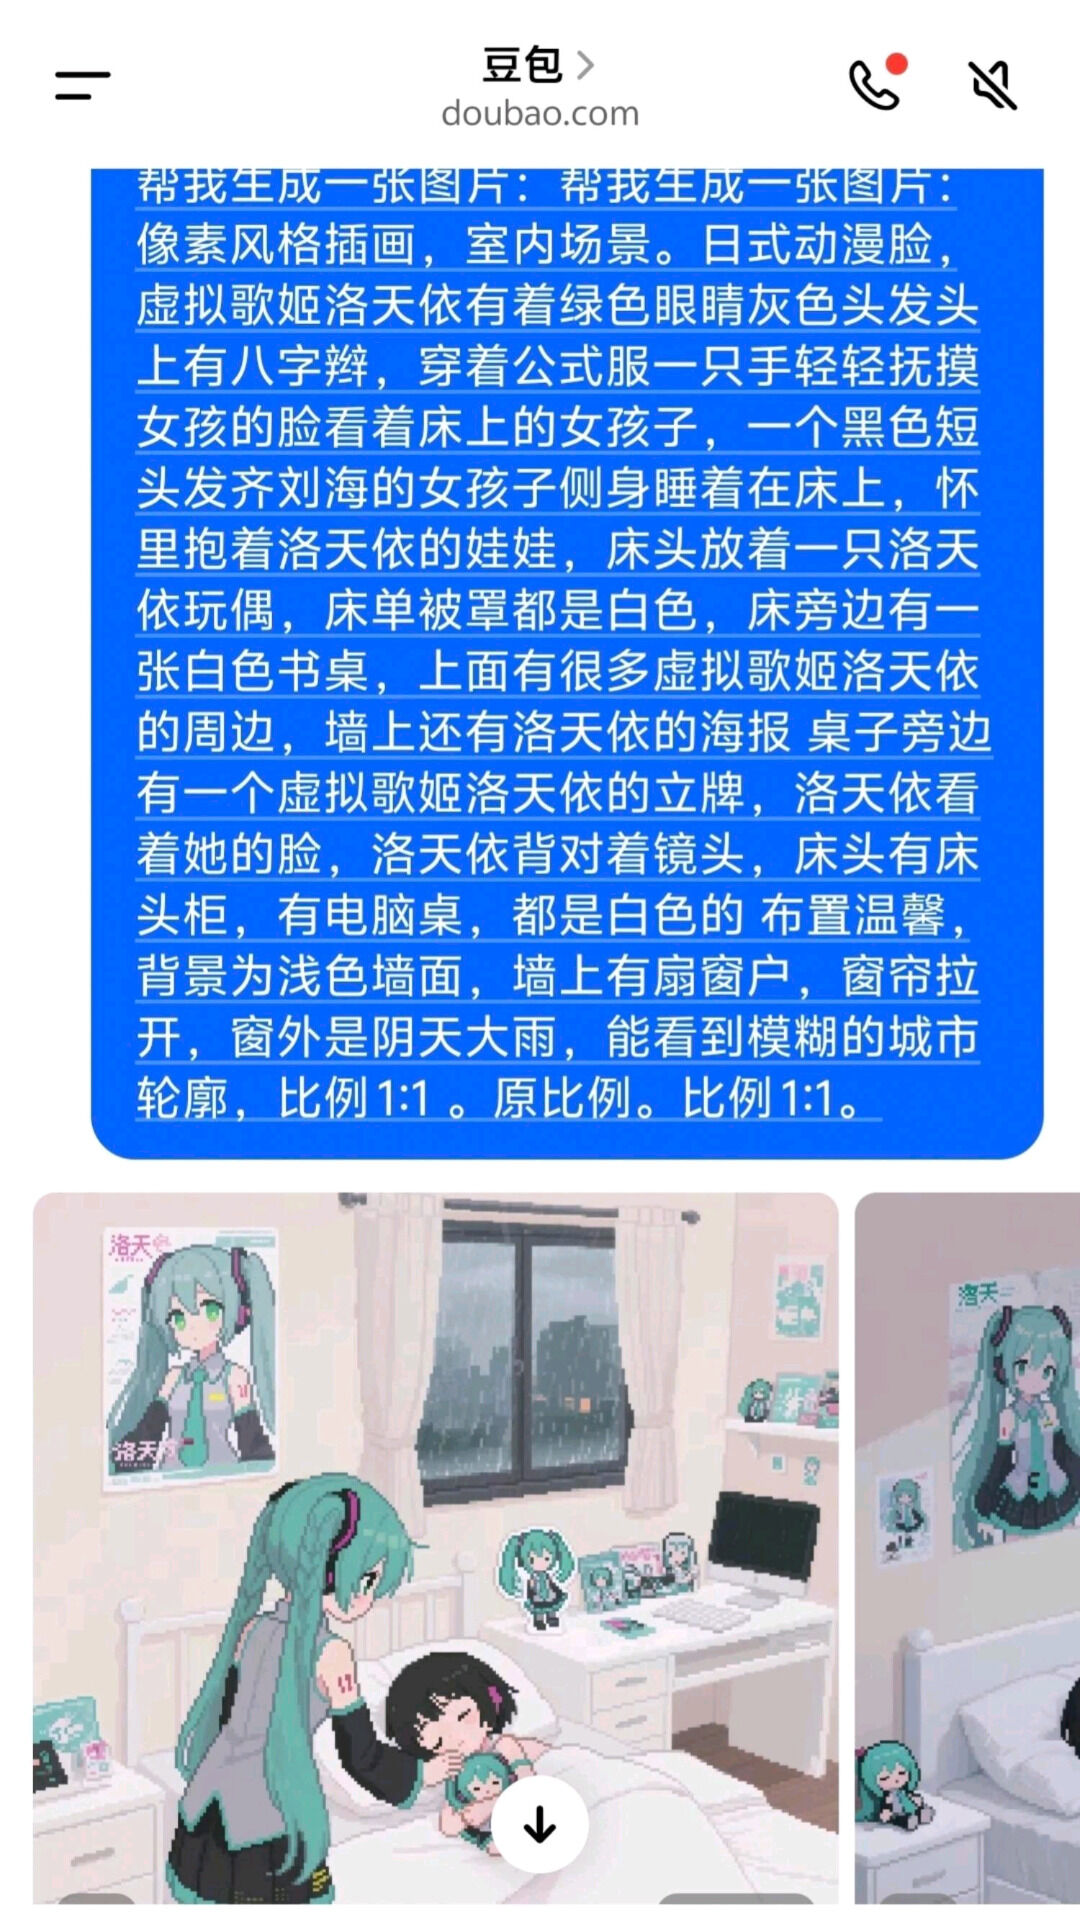 豆包
doubao.com
帮我生成一张图片：帮我生成一张图片：
像素风格插画，室内场景。日式动漫脸，
虚拟歌姬洛天依有着绿色眼睛灰色头发头
上有八字辫，穿着公式服一只手轻轻抚摸
女孩的脸看着床上的女孩子，一个黑色短
头发齐刘海的女孩子侧身睡着在床上，怀
里抱着洛天依的娃娃，床头放着一只洛天
依玩偶，床单被罩都是白色，床旁边有一
张白色书桌，上面有很多虚拟歌姬洛天依
的周边，墙上还有洛天依的海报 桌子旁边
有一个虚拟歌姬洛天依的立牌，洛天依看
着她的脸，洛天依背对着镜头，床头有床
头柜，有电脑桌，都是白色的 布置温馨，
背景为浅色墙面，墙上有扇窗户，窗帘拉
开，窗外是阴天大雨，能看到模糊的城市
轮廓，比例1:1 。原比例。比例1:1。
洛天
洛天
洛天